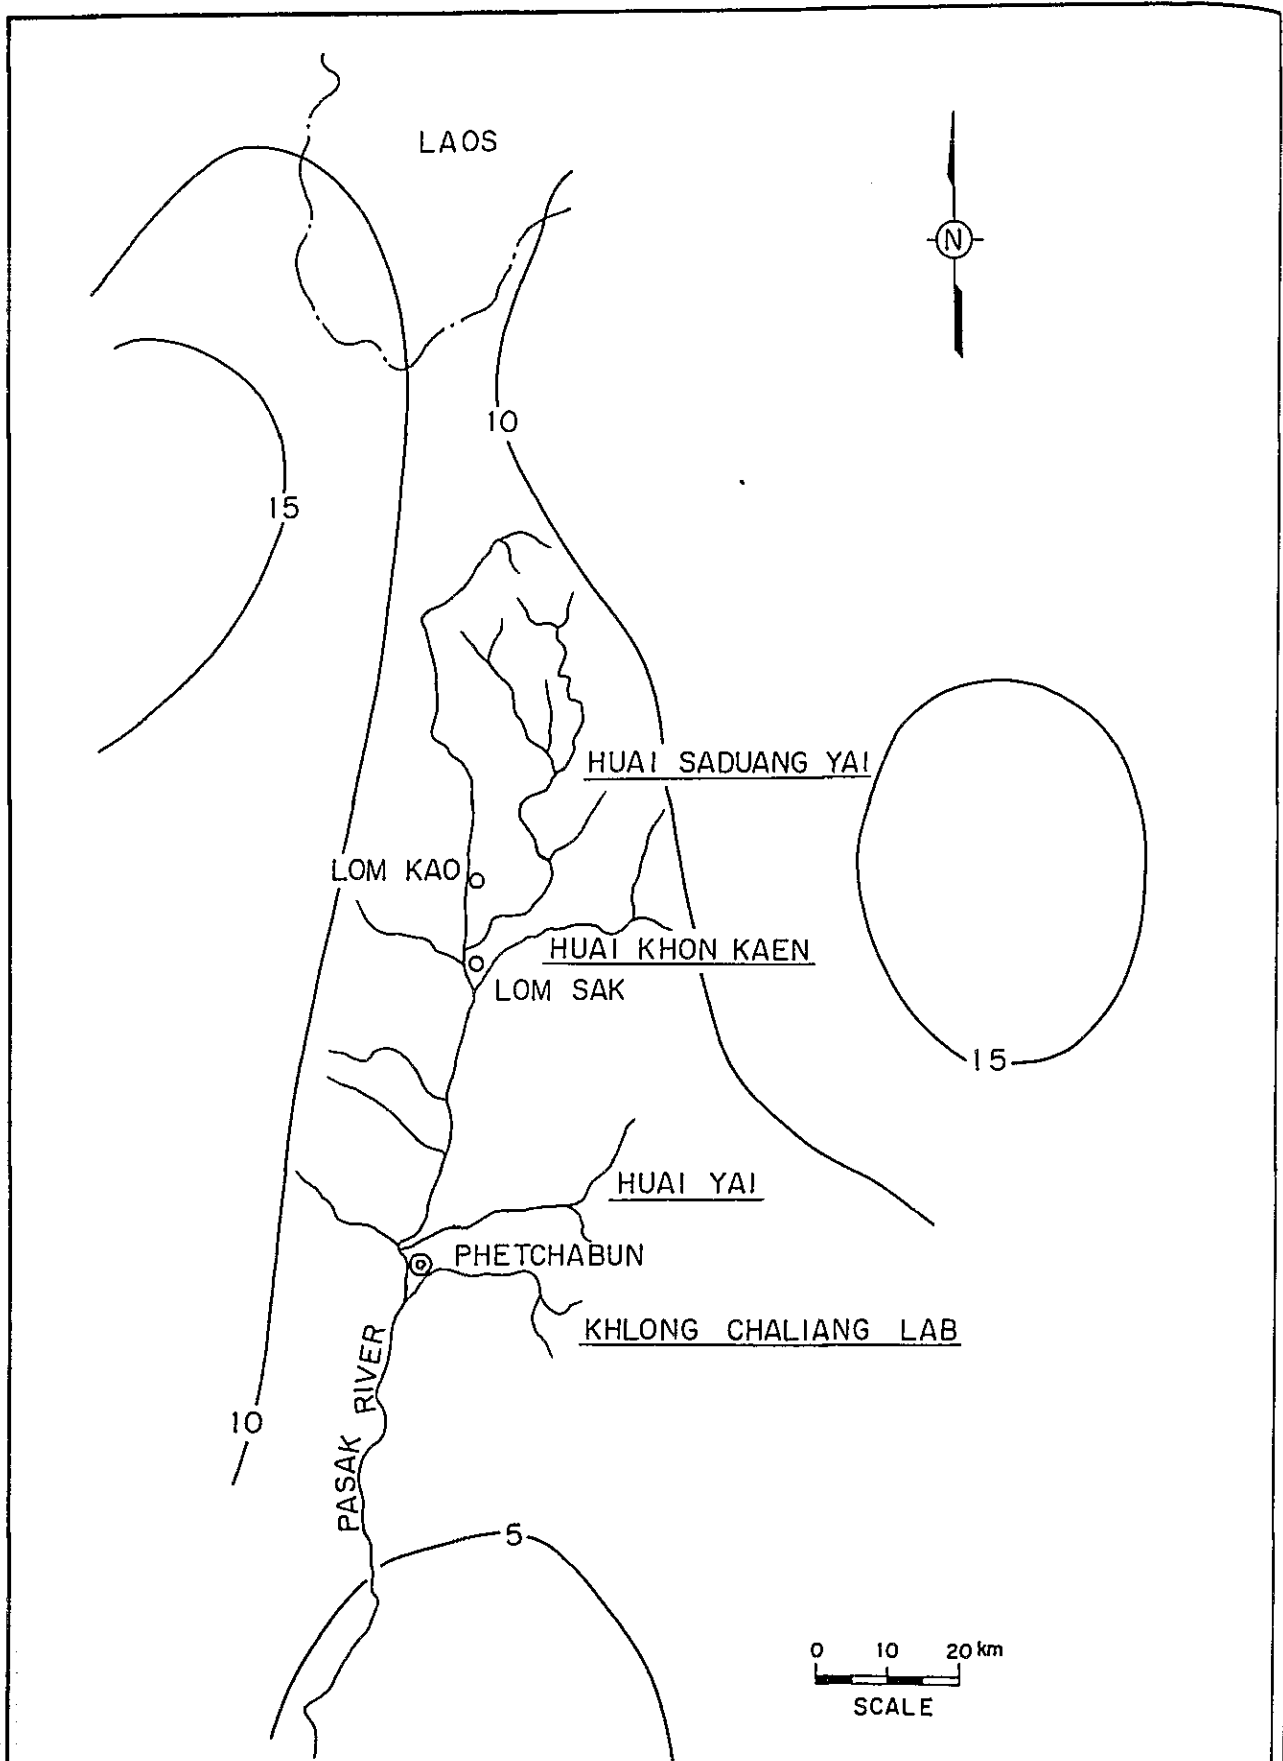 LAOS
N
10
15
HUAI SADUANG YAI
LOM KAO
HUAI KHON KAEN
LOM SAK
15
HUAI YAI
PHETCHABUN
KHLONG CHALIANG LAB
PASAK RIVER
10
5
0 10 20 km
SCALE